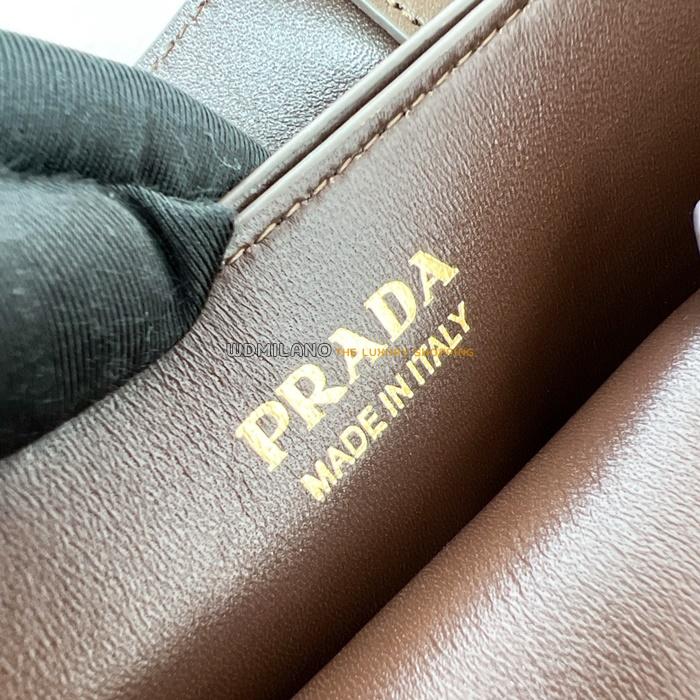 PRADA
MADE IN ITALY
WDMILANO THE LUXURY SHOPPING